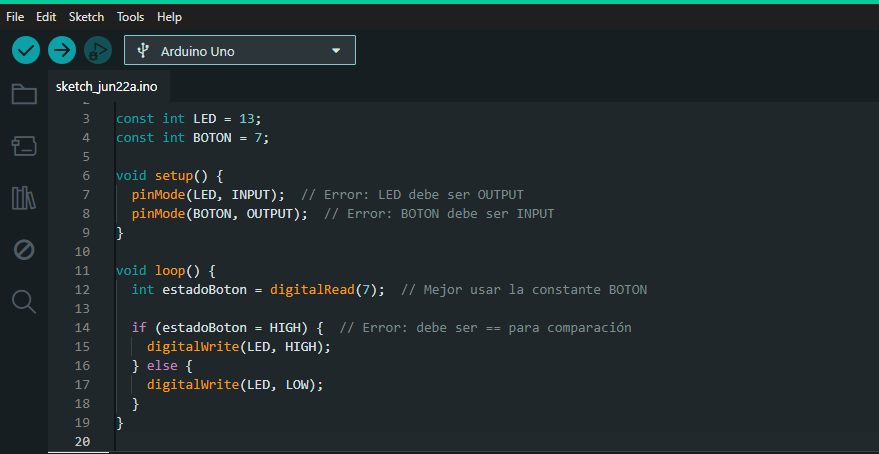 File Edit Sketch Tools Help
Arduino Uno
sketch_jun22a.ino
2
3 const int LED = 13;
4 const int BOTON = 7;
5
6 void setup() {
7 pinMode(LED, INPUT);  // Error: LED debe ser OUTPUT
8 pinMode(BOTON, OUTPUT);  // Error: BOTON debe ser INPUT
9 }
10
11 void loop() {
12 int estadoBoton = digitalRead(7);  // Mejor usar la constante BOTON
13
14 if (estadoBoton = HIGH) {  // Error: debe ser == para comparación
15 digitalWrite(LED, HIGH);
16 } else {
17 digitalWrite(LED, LOW);
18 }
19 }
20